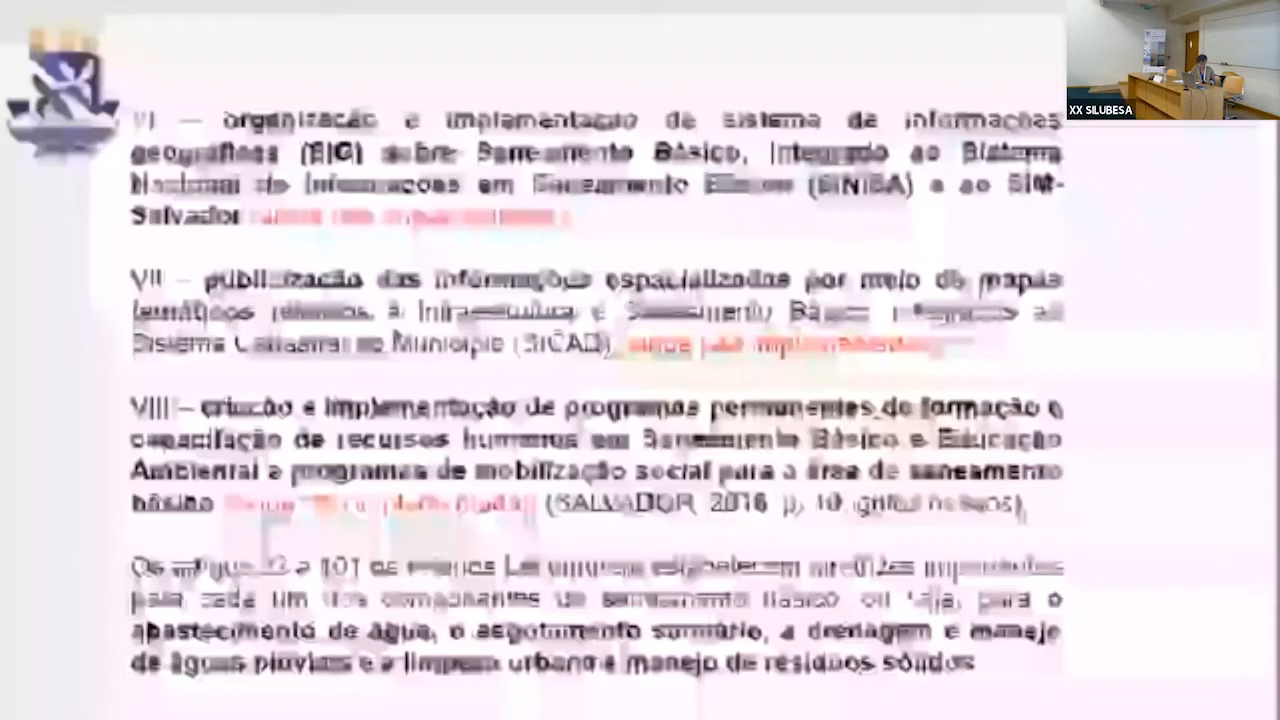 XX SILUBESA
VI – organização e implementação de sistema de informações
geográficas (SIG) sobre Saneamento Básico, integrado ao Sistema
Nacional de Informações em Saneamento Básico (SINISA) e ao SIM-
Salvador
VII – publicização das informações espacializadas por meio de mapas
temáticos relativos à Infraestrutura e Saneamento Básico integrados ao
Sistema Cadastral do Município (SICAD), implementado
VIII – criação e implementação de programas permanentes de formação e
capacitação de recursos humanos em Saneamento Básico e Educação
Ambiental e programas de mobilização social para a área de saneamento
básico (SALVADOR, 2016, p. 10, grifos nossos).
101 Lei estabelecem diretrizes importantes
para cada um dos componentes do saneamento básico, ou seja, para o
abastecimento de água, o esgotamento sanitário, a drenagem e manejo
de águas pluviais e a limpeza urbana e manejo de resíduos sólidos